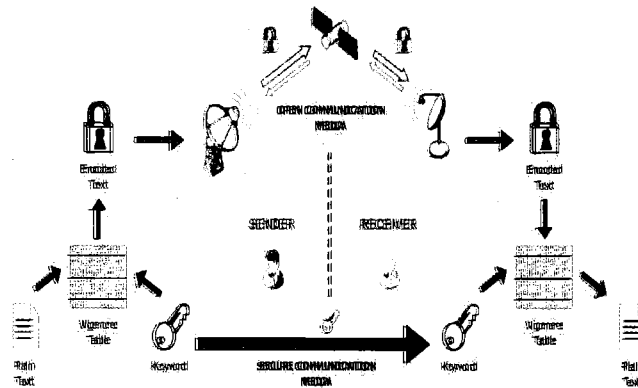 OPEN COMMUNICATION
MEDIA
Encoded
Text
Encoded
Text
SENDER
RECEIVER
Vigenere
Table
Vigenere
Table
Plain
Text
Keyword
SECURE COMMUNICATION
MEDIA
Keyword
Plain
Text